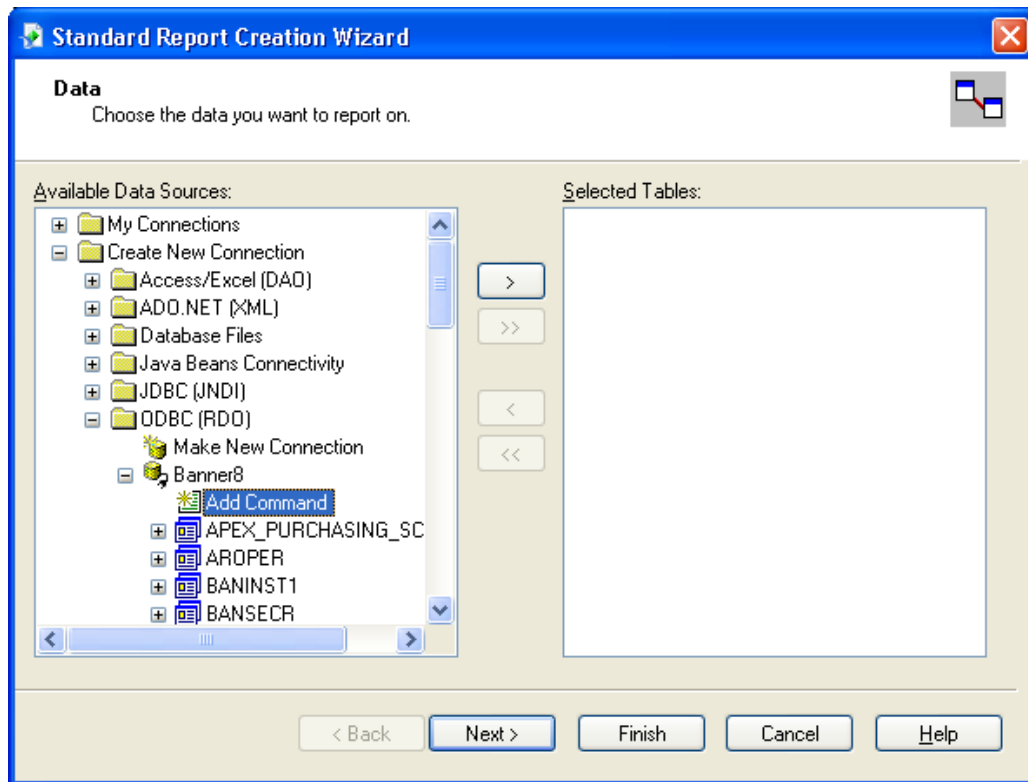 Standard Report Creation Wizard
Data
Choose the data you want to report on.
Available Data Sources:
Selected Tables:
My Connections
Create New Connection
Access/Excel (DAO)
ADO.NET (XML)
Database Files
Java Beans Connectivity
JDBC (JNDI)
ODBC (RDO)
Make New Connection
Banner8
Add Command
APEX_PURCHASING_SC
AROPER
BANINST1
BANSECR
>
>>
<
<<
< Back
Next >
Finish
Cancel
Help